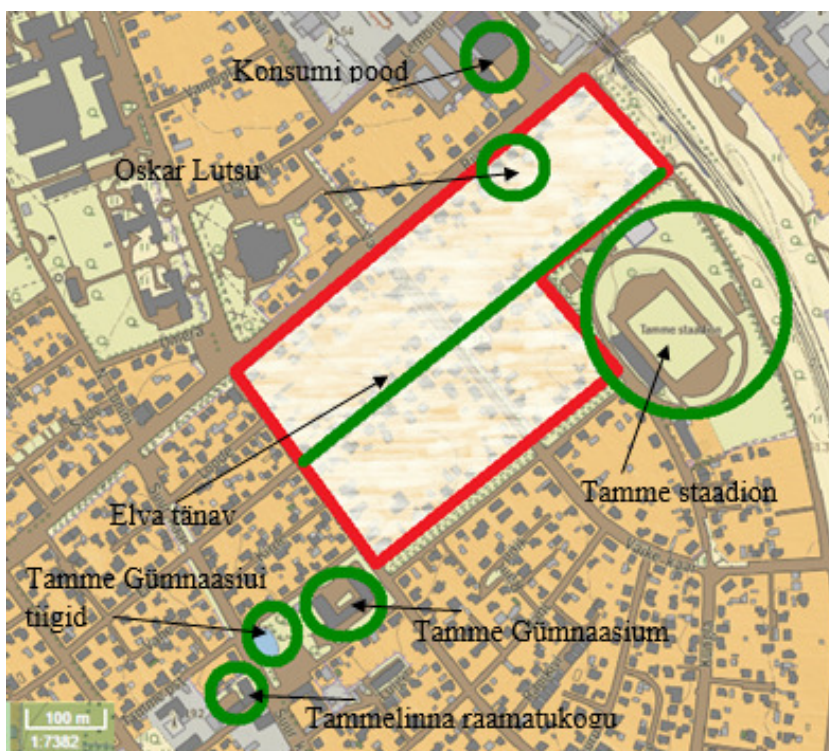 Konsumi pood
Oskar Lutsu
Tamme staadion
Elva tänav
Tamme staadion
Tamme Gümnaasiui
tiigid
Tamme Gümnaasium
Tammelinna raamatukogu
100 m
1:7382